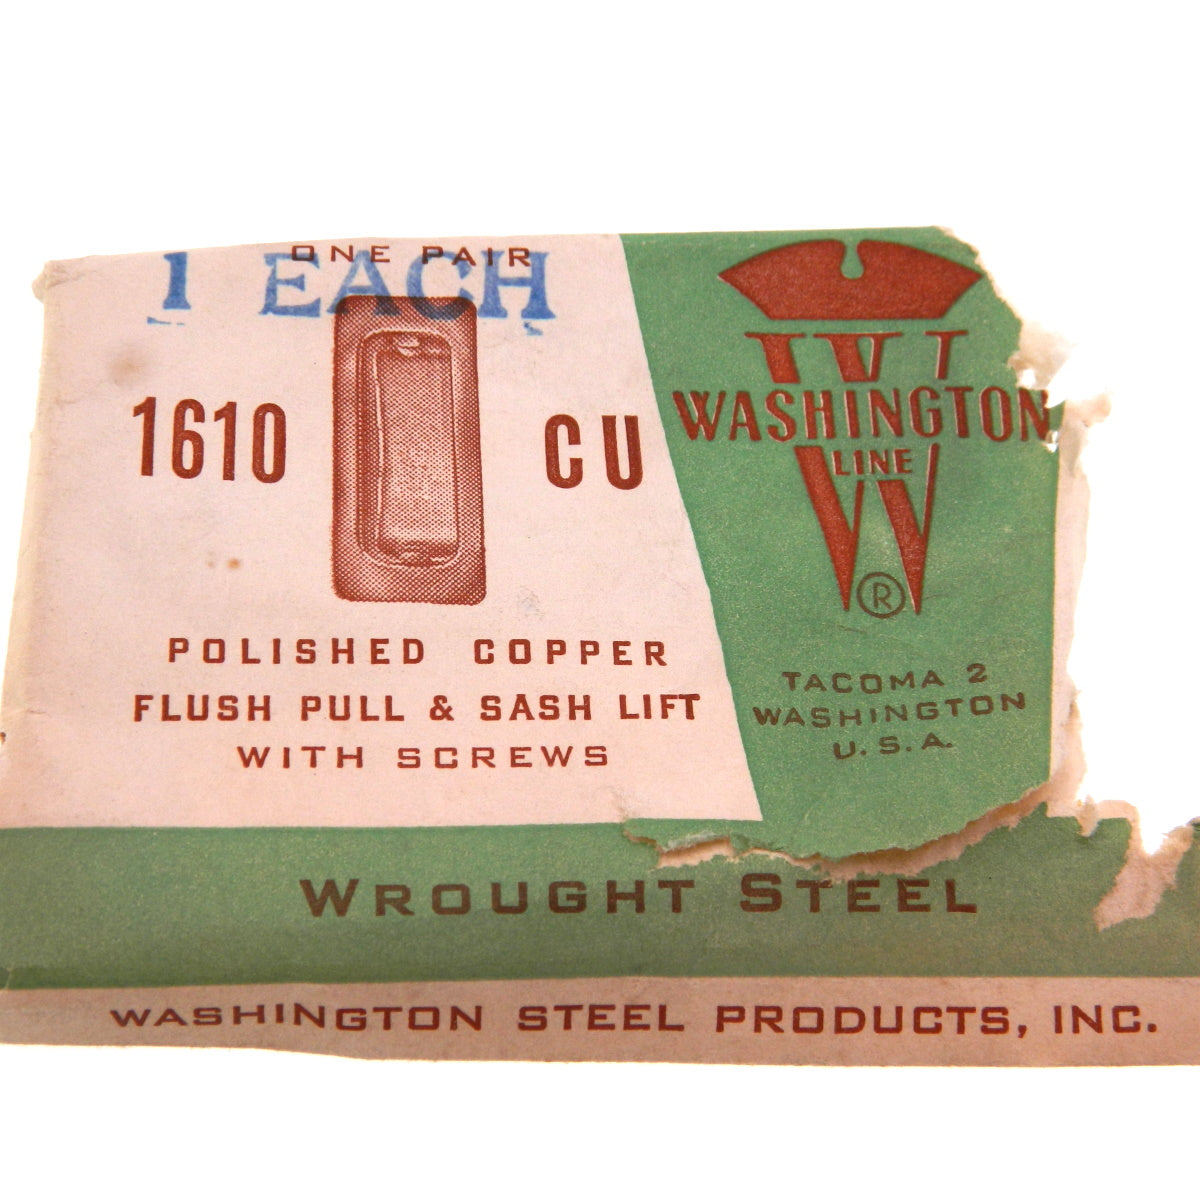 ONE PAIR
1 EACH
1610 CU
POLISHED COPPER
FLUSH PULL & SASH LIFT
WITH SCREWS
W
WASHINGTON
LINE
®
TACOMA 2
WASHINGTON
U.S.A.
WROUGHT STEEL
WASHINGTON STEEL PRODUCTS, INC.